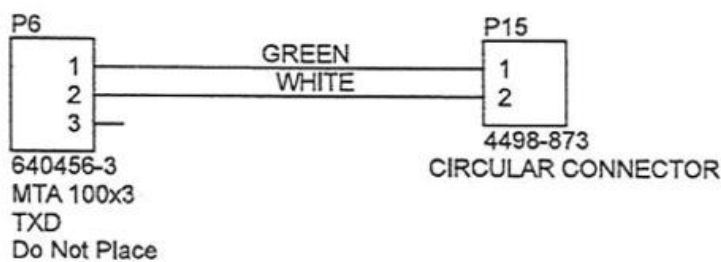 P6
P15
1 GREEN 1
2 WHITE 2
3
640456-3
MTA 100x3
TXD
Do Not Place
4498-873
CIRCULAR CONNECTOR